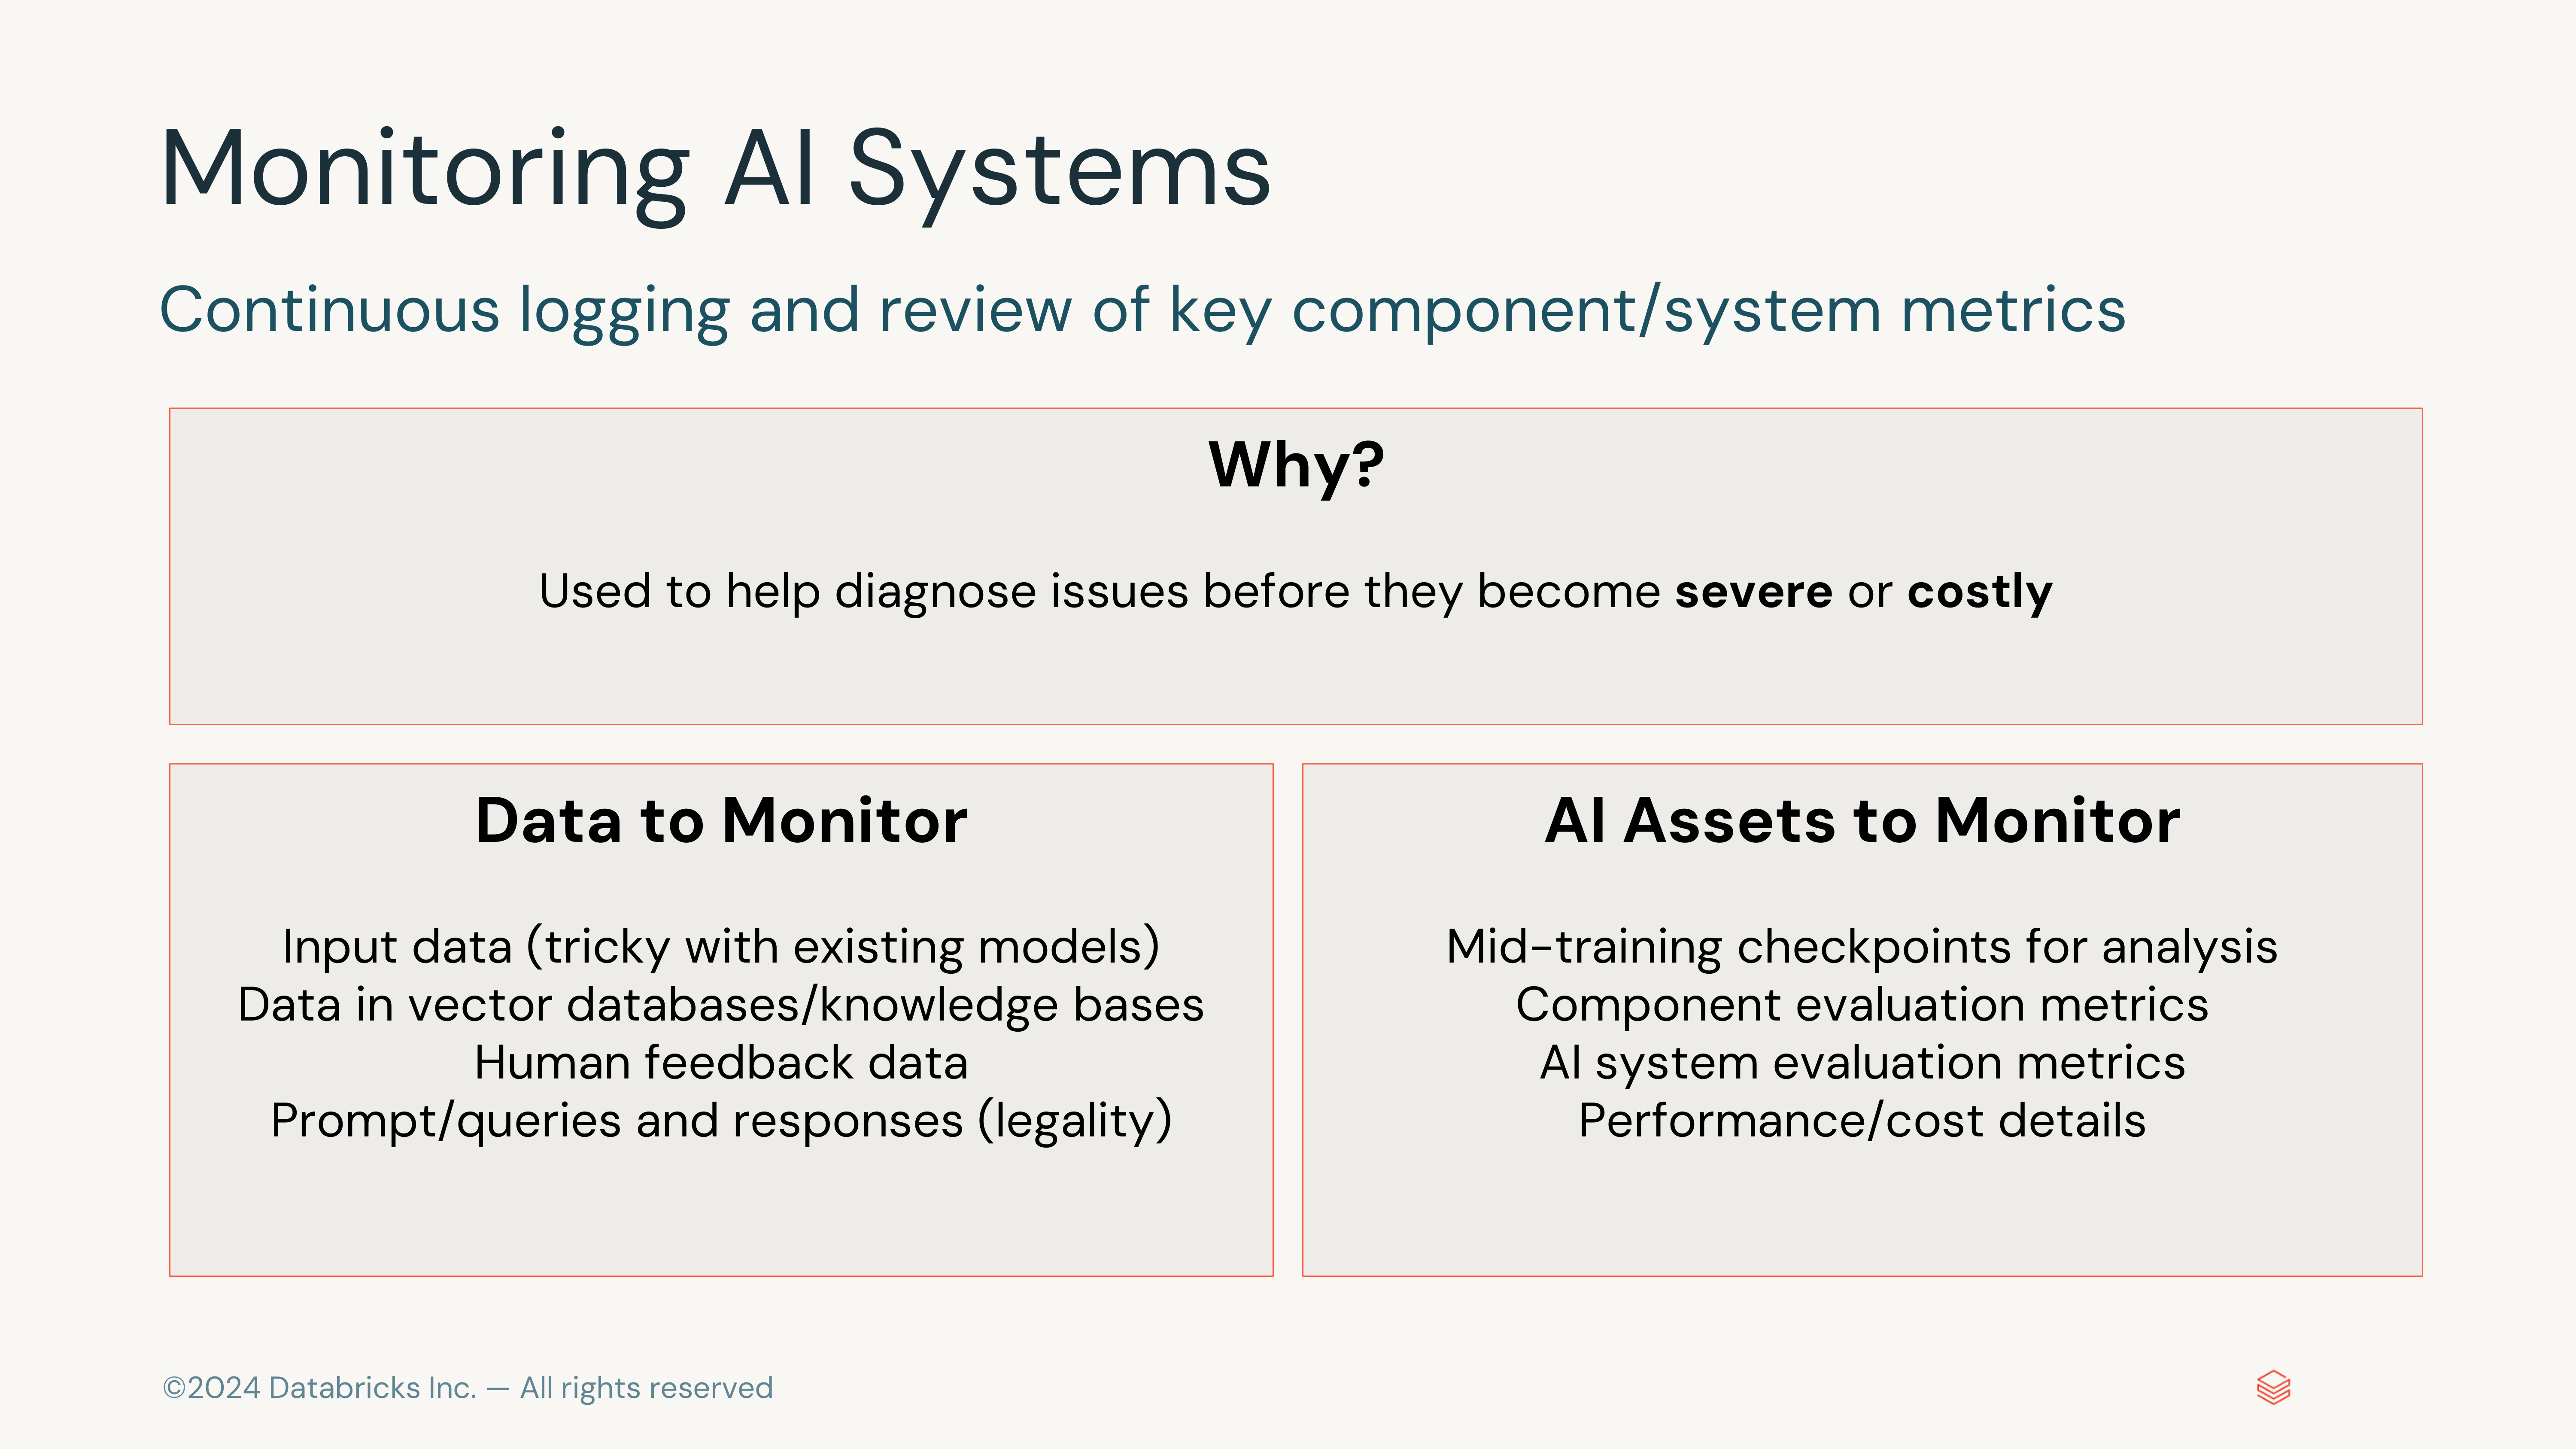 Monitoring AI Systems
Continuous logging and review of key component/system metrics
Why?
Used to help diagnose issues before they become severe or costly
Data to Monitor
Input data (tricky with existing models)
Data in vector databases/knowledge bases
Human feedback data
Prompt/queries and responses (legality)
AI Assets to Monitor
Mid-training checkpoints for analysis
Component evaluation metrics
AI system evaluation metrics
Performance/cost details
©2024 Databricks Inc. — All rights reserved